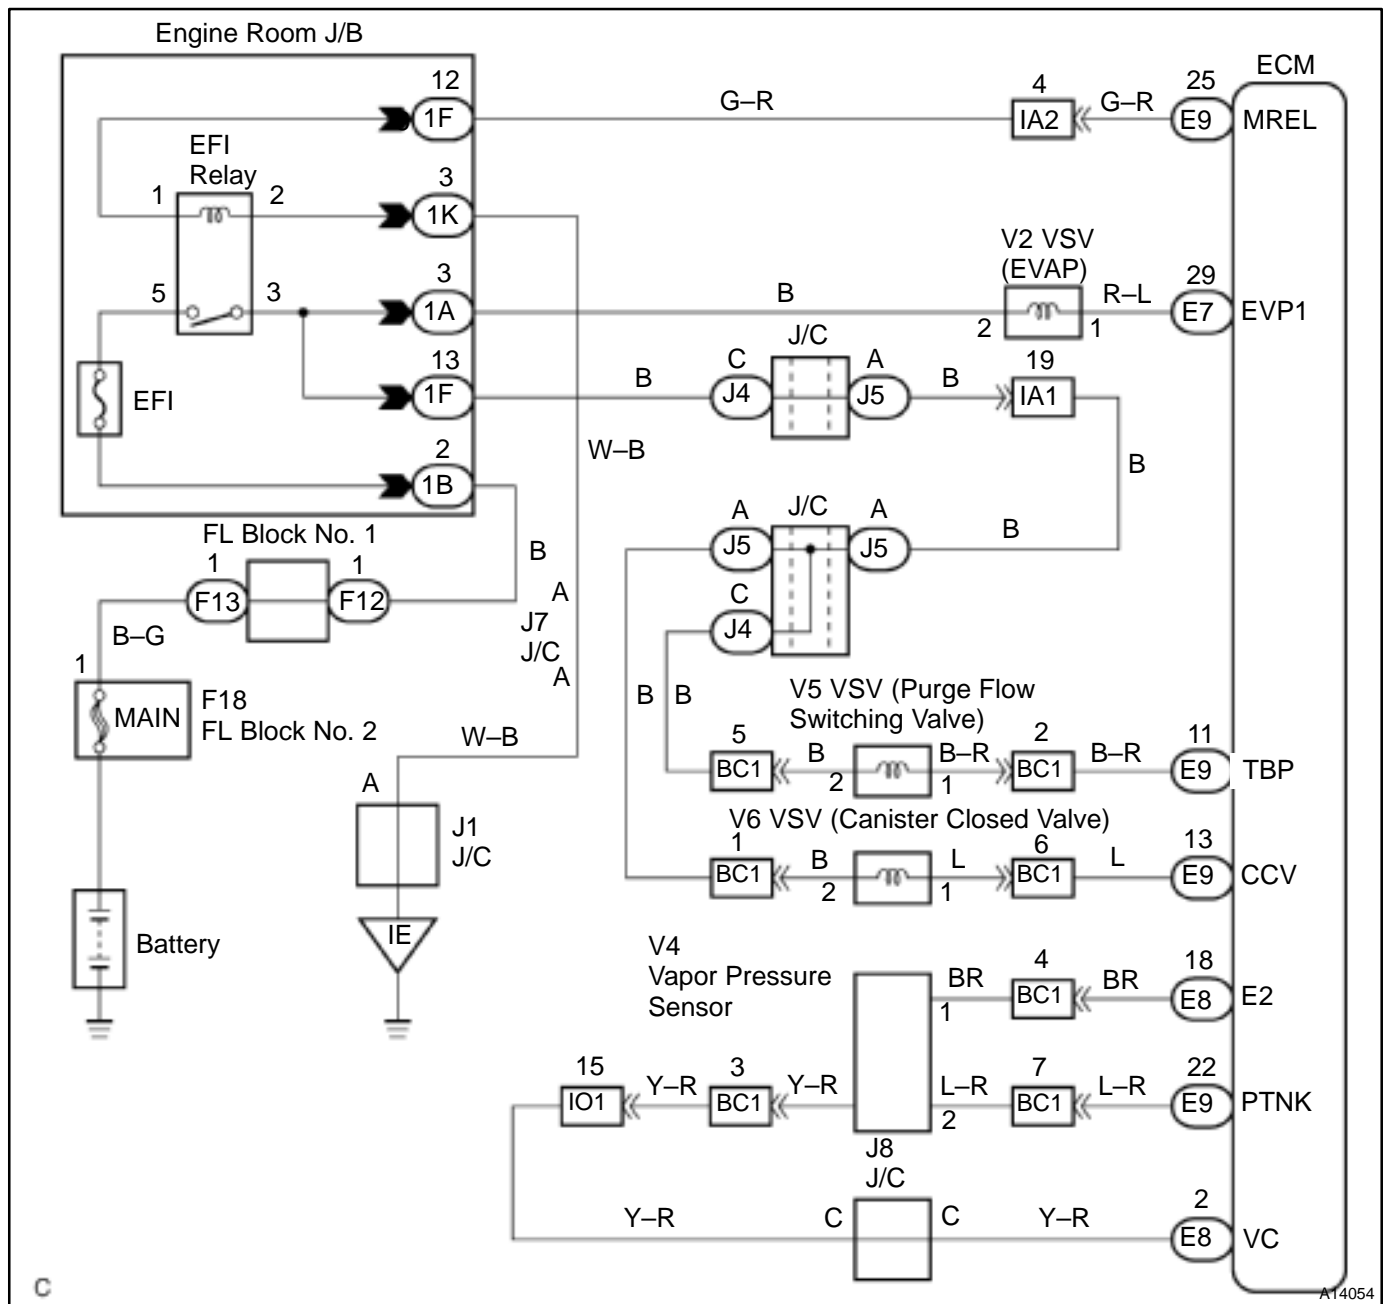 Engine Room J/B
ECM
12
1F
G–R
4
IA2
G–R
25
E9
MREL
EFI
Relay
1
2
3
1K
V2 VSV
(EVAP)
5
3
3
1A
B
2
1
R–L
29
E7
EVP1
EFI
13
1F
B
C
J4
J/C
A
J5
B
19
IA1
2
1B
W–B
B
FL Block No. 1
1
F13
1
F12
B
A
J7
J/C
A
A
J5
J/C
A
J5
B
C
J4
B–G
1
MAIN
F18
FL Block No. 2
W–B
B
B
V5 VSV (Purge Flow
Switching Valve)
5
BC1
B
2
B–R
1
2
BC1
B–R
11
E9
TBP
A
J1
J/C
V6 VSV (Canister Closed Valve)
1
BC1
B
2
L
1
6
BC1
L
13
E9
CCV
IE
Battery
V4
Vapor Pressure
Sensor
BR
1
4
BC1
BR
18
E8
E2
15
IO1
Y–R
3
BC1
Y–R
L–R
2
7
BC1
L–R
22
E9
PTNK
J8
J/C
Y–R
C
C
Y–R
2
E8
VC
C
A14054